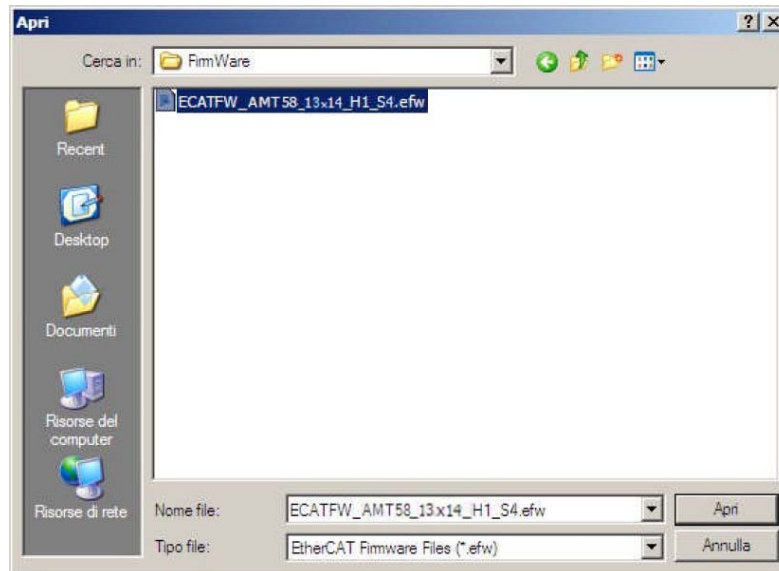 Apri
Cerca in: FirmWare
ECATFW_AMT58_13x14_H1_S4.efw
Recent
Desktop
Documenti
Risorse del
computer
Risorse di rete
Nome file: ECATFW_AMT58_13x14_H1_S4.efw Apri
Tipo file: EtherCAT Firmware Files (*.efw) Annulla